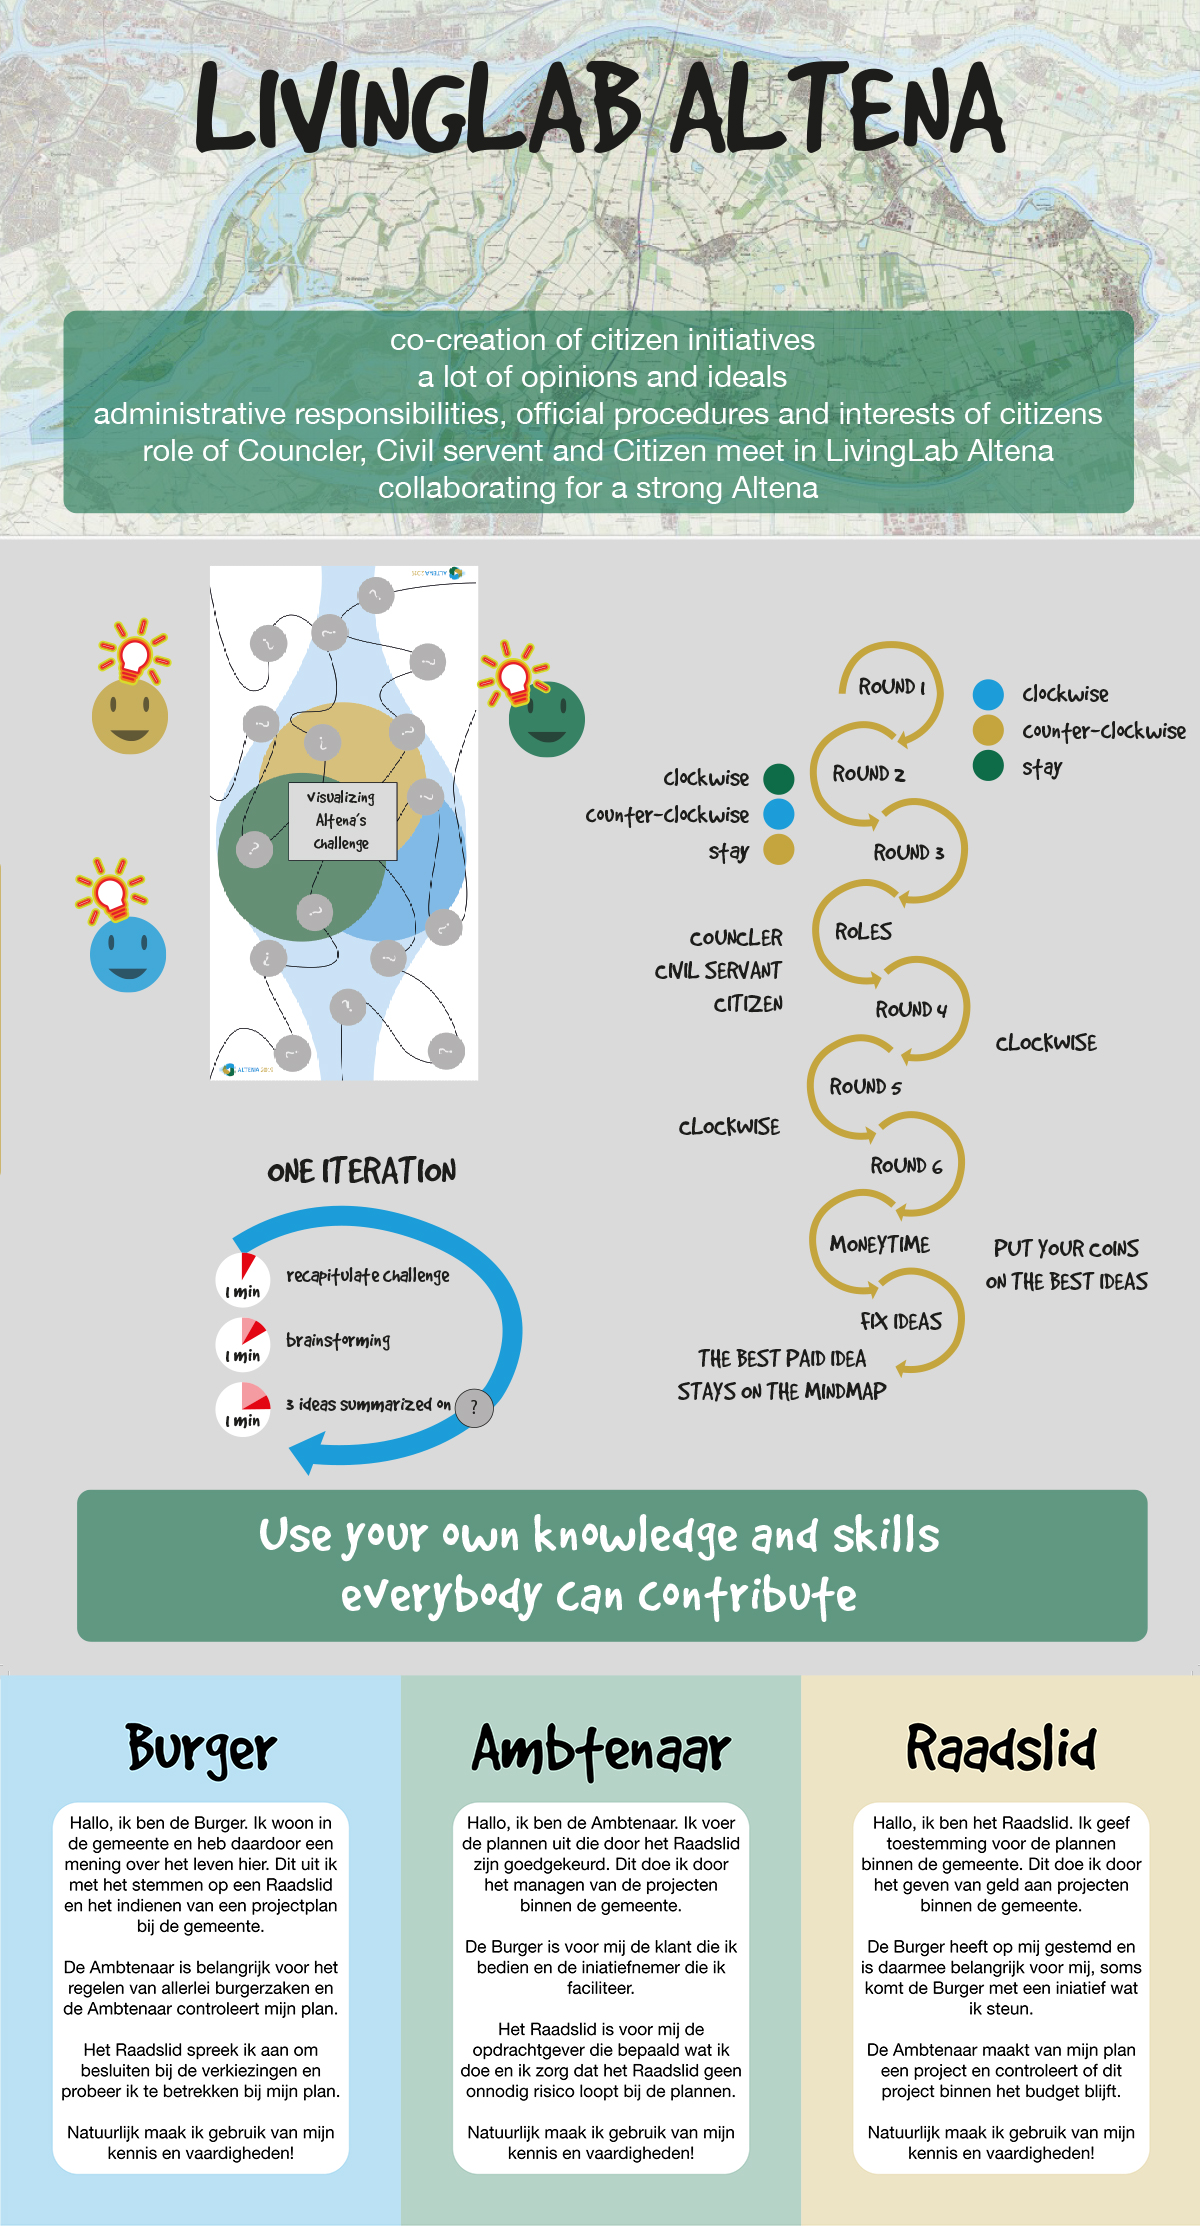 LIVINGLAB ALTENA
co-creation of citizen initiatives
a lot of opinions and ideals
administrative responsibilities, official procedures and interests of citizens
role of Councler, Civil servent and Citizen meet in LivingLab Altena
collaborating for a strong Altena
ALTENA 2019
?
?
?
?
?
?
?
?
Visualizing
Altena's
Challenge
?
?
?
?
?
?
?
?
ALTENA 2019
ROUND 1
clockwise
counter-clockwise
stay
ROUND 2
clockwise
counter-clockwise
stay
ROUND 3
ROLES
COUNCLER
CIVIL SERVANT
CITIZEN
ROUND 4
CLOCKWISE
ROUND 5
CLOCKWISE
ROUND 6
MONEYTIME
PUT YOUR COINS
ON THE BEST IDEAS
FIX IDEAS
THE BEST PAID IDEA
STAYS ON THE MINDMAP
ONE ITERATION
1 min
recapitulate challenge
1 min
brainstorming
1 min
3 ideas summarized on ?
Use your own knowledge and skills
everybody can contribute
Burger
Hallo, ik ben de Burger. Ik woon in
de gemeente en heb daardoor een
mening over het leven hier. Dit uit ik
met het stemmen op een Raadslid
en het indienen van een projectplan
bij de gemeente.
De Ambtenaar is belangrijk voor het
regelen van allerlei burgerzaken en
de Ambtenaar controleert mijn plan.
Het Raadslid spreek ik aan om
besluiten bij de verkiezingen en
probeer ik te betrekken bij mijn plan.
Natuurlijk maak ik gebruik van mijn
kennis en vaardigheden!
Ambtenaar
Hallo, ik ben de Ambtenaar. Ik voer
de plannen uit die door het Raadslid
zijn goedgekeurd. Dit doe ik door
het managen van de projecten
binnen de gemeente.
De Burger is voor mij de klant die ik
bedien en de iniatiefnemer die ik
faciliteer.
Het Raadslid is voor mij de
opdrachtgever die bepaald wat ik
doe en ik zorg dat het Raadslid geen
onnodig risico loopt bij de plannen.
Natuurlijk maak ik gebruik van mijn
kennis en vaardigheden!
Raadslid
Hallo, ik ben het Raadslid. Ik geef
toestemming voor de plannen
binnen de gemeente. Dit doe ik door
het geven van geld aan projecten
binnen de gemeente.
De Burger heeft op mij gestemd en
is daarmee belangrijk voor mij, soms
komt de Burger met een iniatief wat
ik steun.
De Ambtenaar maakt van mijn plan
een project en controleert of dit
project binnen het budget blijft.
Natuurlijk maak ik gebruik van mijn
kennis en vaardigheden!